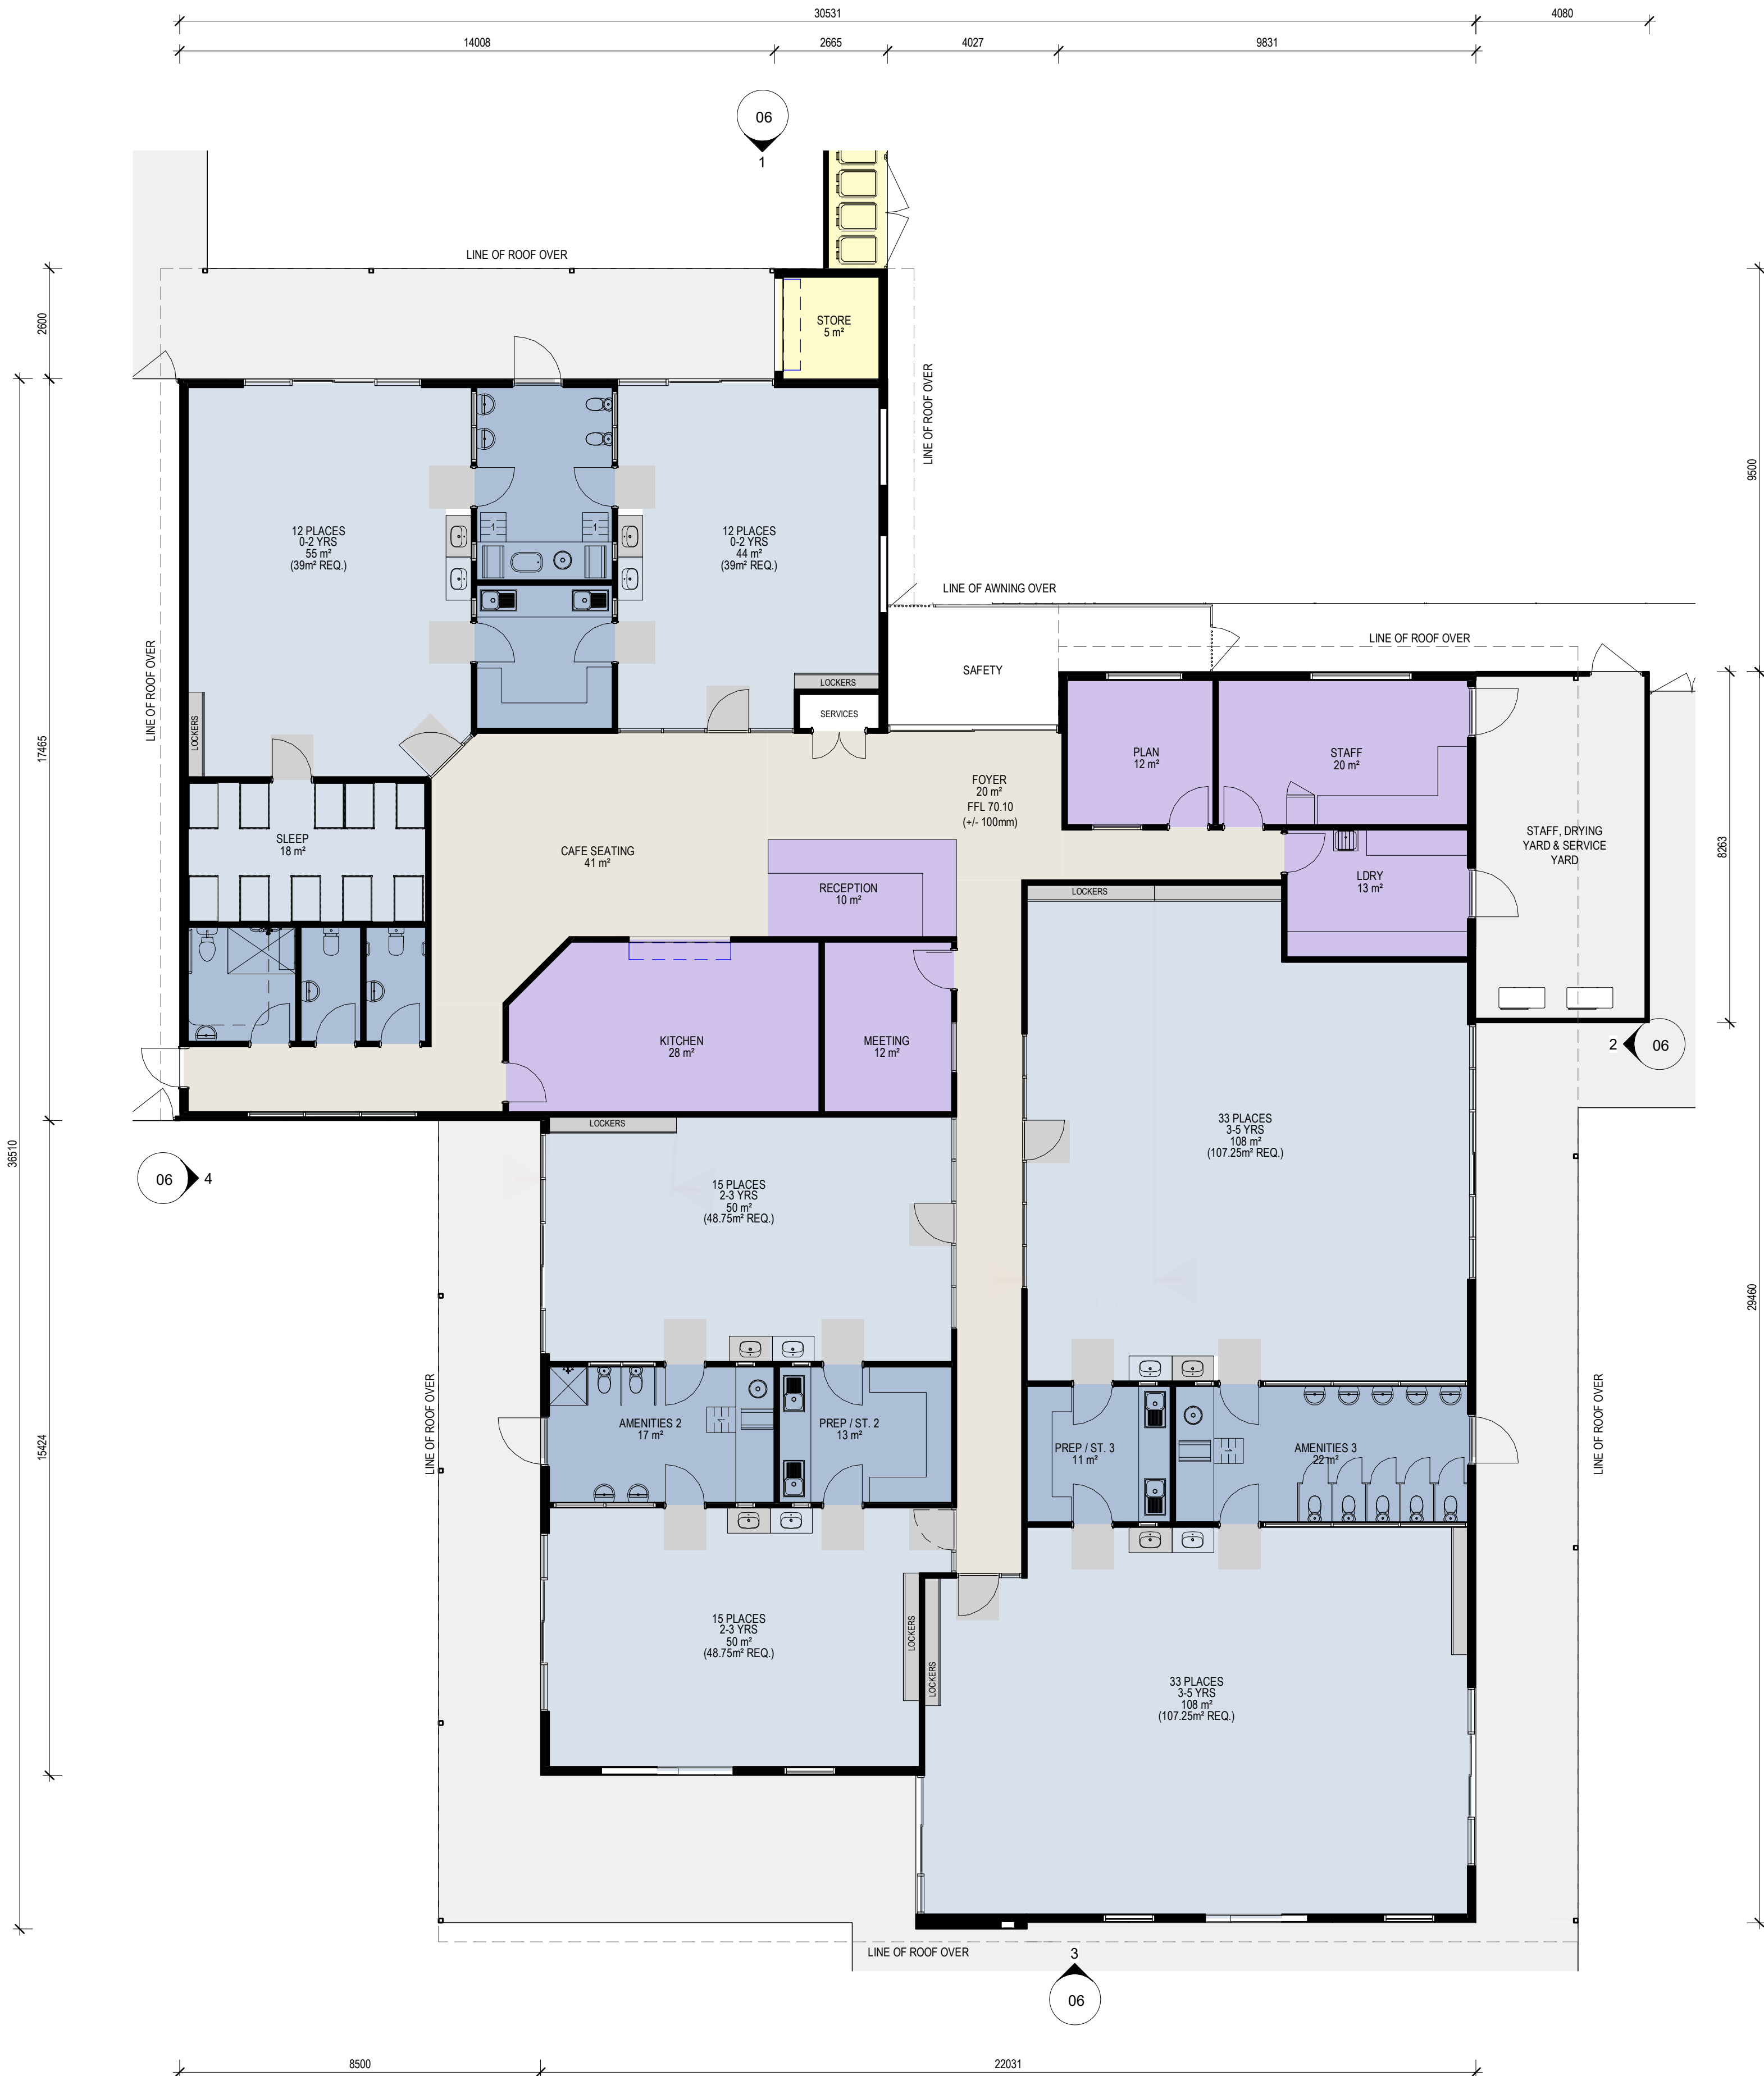 30531
4080
14008
2665
4027
9831
06
1
LINE OF ROOF OVER
2600
STORE
5 m²
LINE OF ROOF OVER
9500
12 PLACES
0-2 YRS
55 m²
(39m² REQ.)
12 PLACES
0-2 YRS
44 m²
(39m² REQ.)
LINE OF AWNING OVER
LINE OF ROOF OVER
LINE OF ROOF OVER
SAFETY
LOCKERS
LOCKERS
SERVICES
17465
PLAN
12 m²
STAFF
20 m²
FOYER
20 m²
FFL 70.10
(+/- 100mm)
SLEEP
18 m²
CAFE SEATING
41 m²
STAFF, DRYING
YARD & SERVICE
YARD
8263
RECEPTION
10 m²
LOCKERS
LDRY
13 m²
KITCHEN
28 m²
MEETING
12 m²
2
06
36510
LOCKERS
33 PLACES
3-5 YRS
108 m²
(107.25m² REQ.)
06
4
15 PLACES
2-3 YRS
50 m²
(48.75m² REQ.)
29460
LINE OF ROOF OVER
AMENITIES 2
17 m²
PREP / ST. 2
13 m²
PREP / ST. 3
11 m²
AMENITIES 3
22 m²
LINE OF ROOF OVER
15424
15 PLACES
2-3 YRS
50 m²
(48.75m² REQ.)
LOCKERS
LOCKERS
33 PLACES
3-5 YRS
108 m²
(107.25m² REQ.)
LINE OF ROOF OVER
3
06
8500
22031